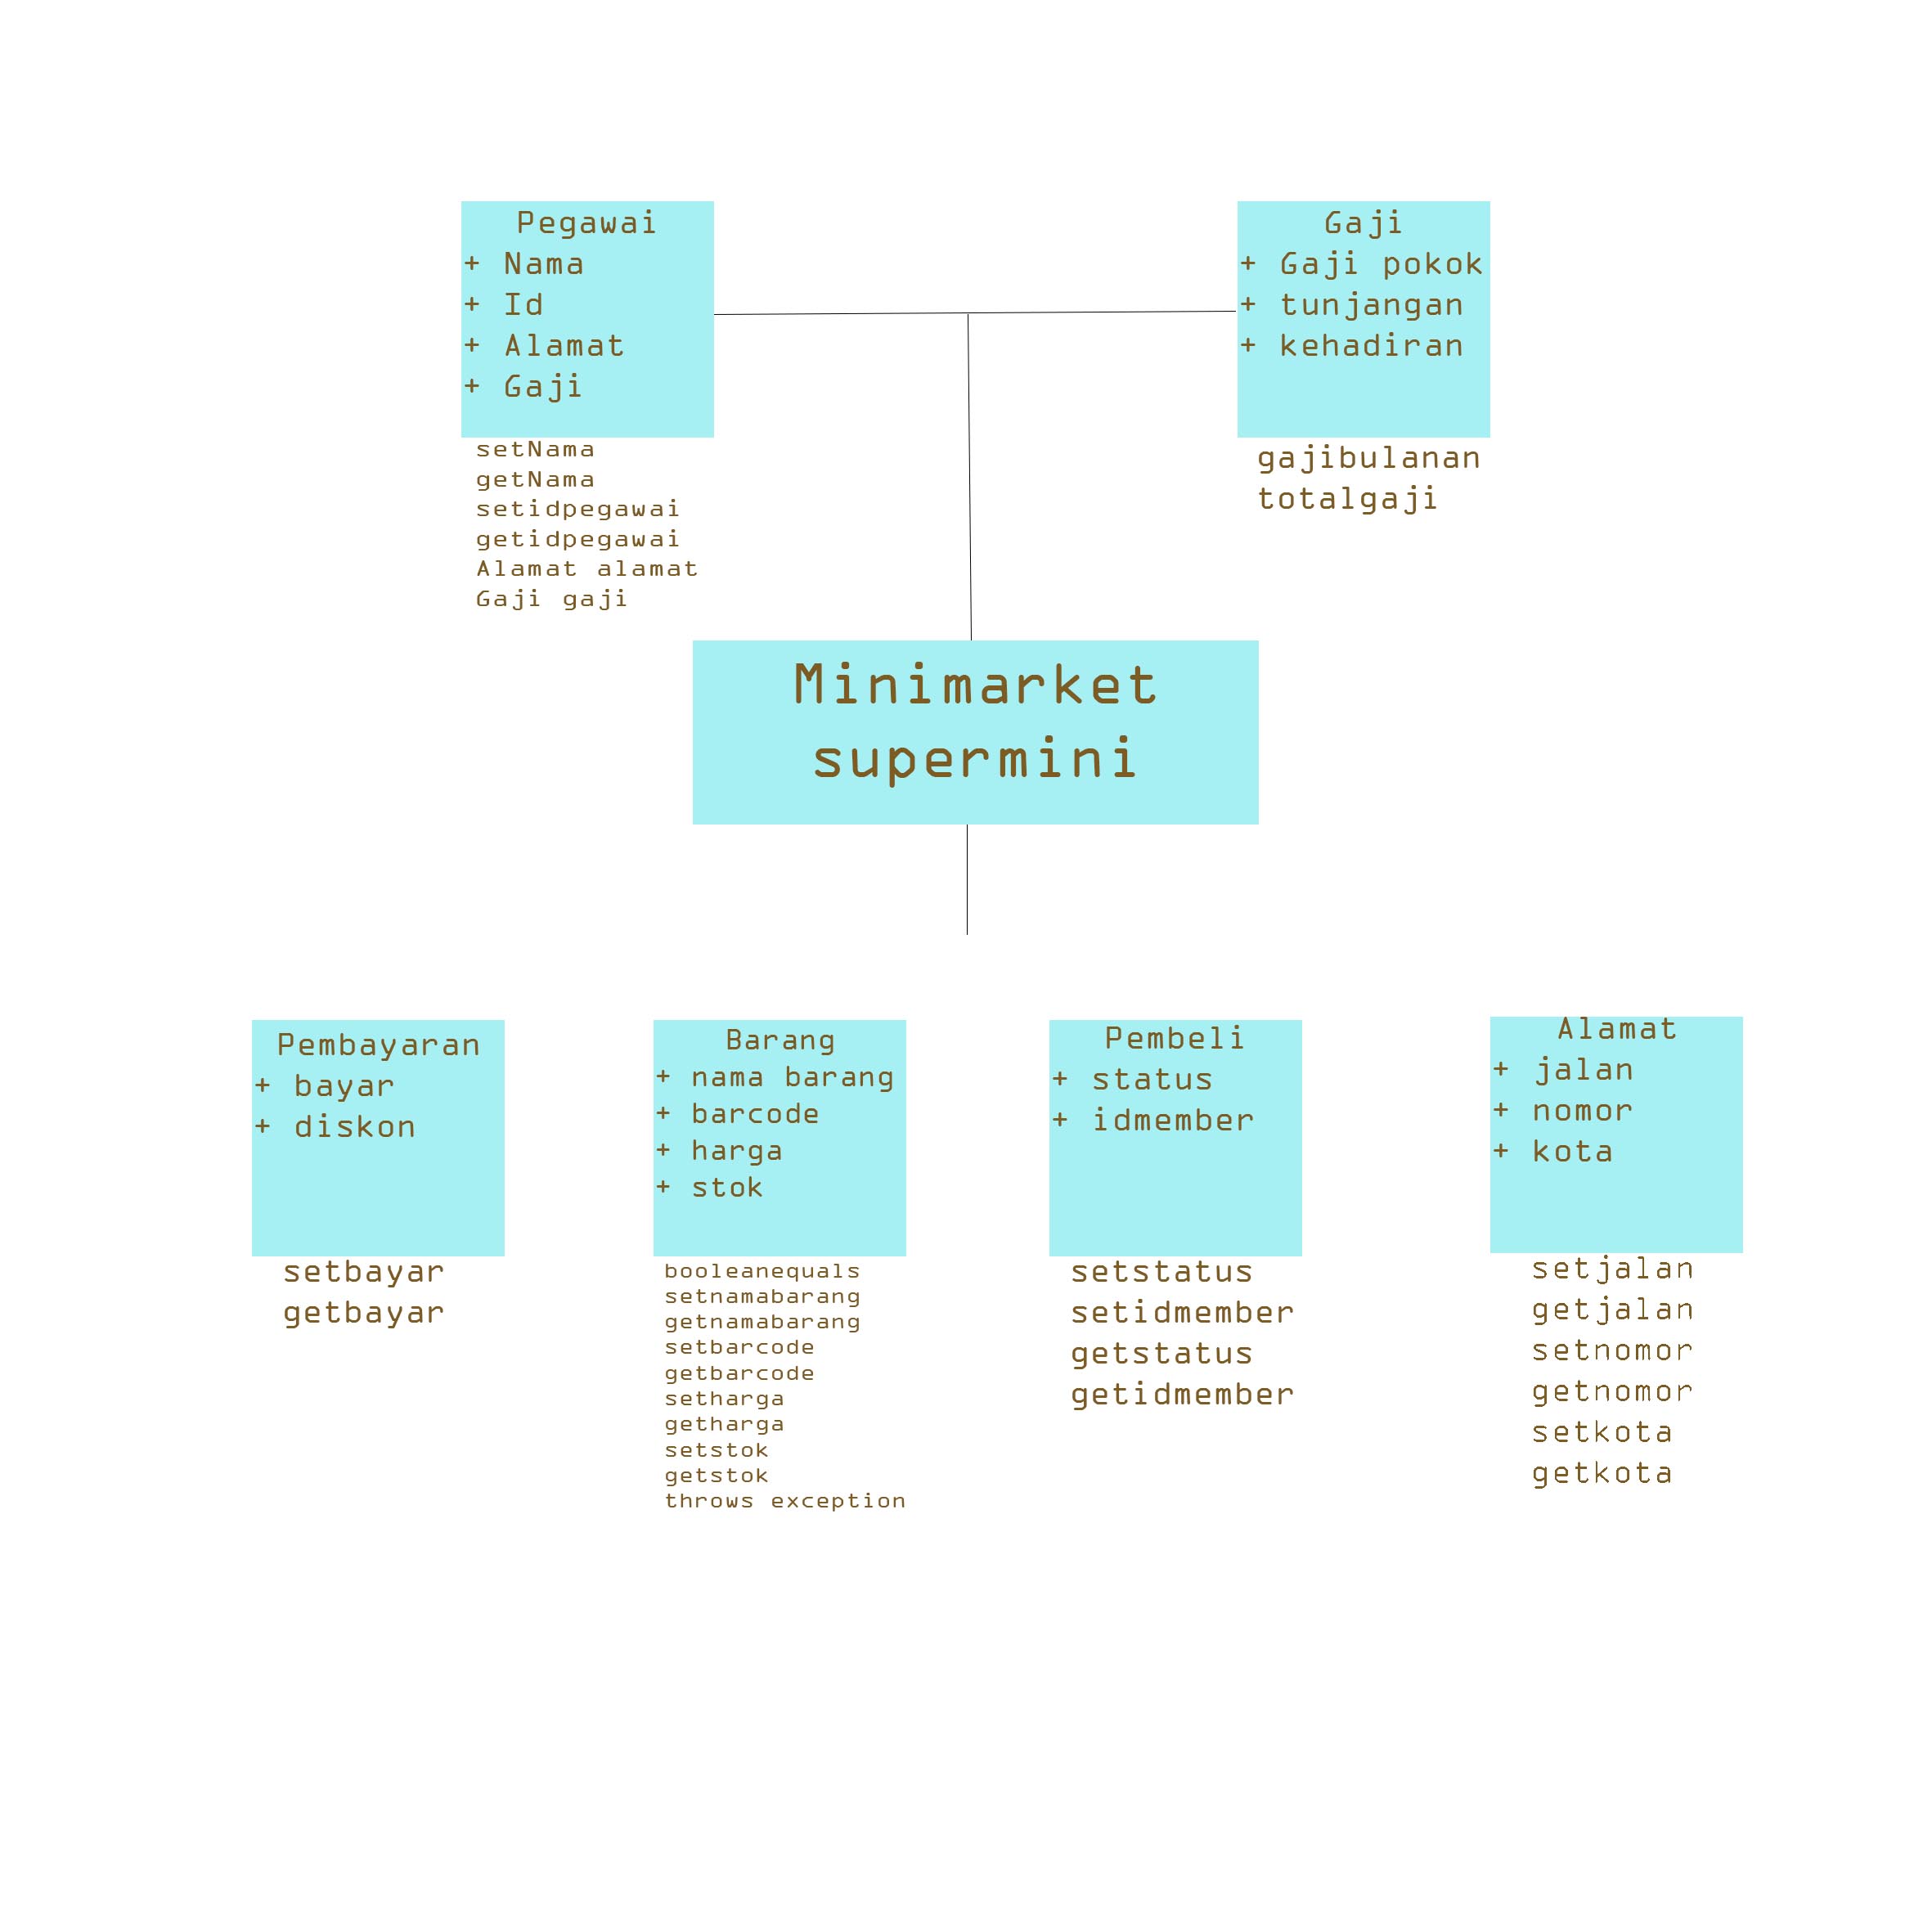 Pegawai
+ Nama
+ Id
+ Alamat
+ Gaji
setNama
getNama
setidpegawai
getidpegawai
Alamat alamat
Gaji gaji
Gaji
+ Gaji pokok
+ tunjangan
+ kehadiran
gajibulanan
totalgaji
Minimarket
supermini
Pembayaran
+ bayar
+ diskon
setbayar
getbayar
Barang
+ nama barang
+ barcode
+ harga
+ stok
booleanequals
setnamabarang
getnamabarang
setbarcode
getbarcode
setharga
getharga
setstok
getstok
throws exception
Pembeli
+ status
+ idmember
setstatus
setidmember
getstatus
getidmember
Alamat
+ jalan
+ nomor
+ kota
setjalan
getjalan
setnomor
getnomor
setkota
getkota